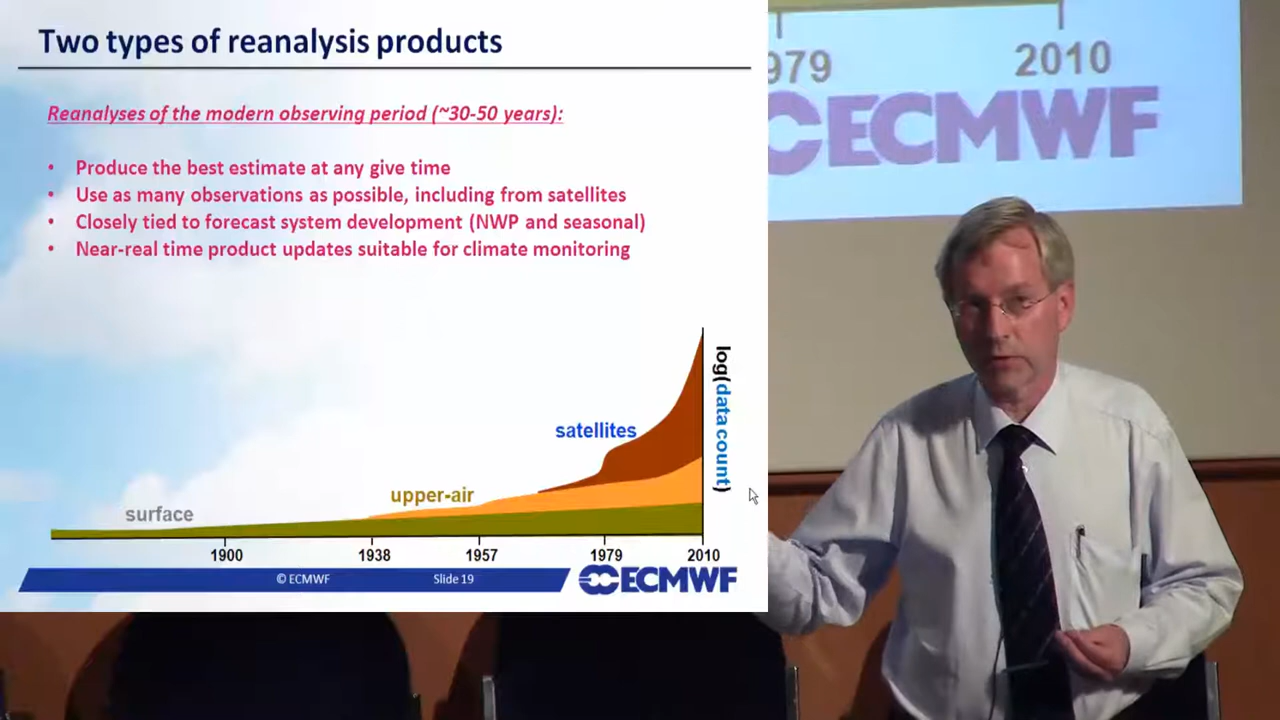 Two types of reanalysis products
Reanalyses of the modern observing period (~30-50 years):
• Produce the best estimate at any give time
• Use as many observations as possible, including from satellites
• Closely tied to forecast system development (NWP and seasonal)
• Near-real time product updates suitable for climate monitoring
log(data count)
satellites
upper-air
surface
1900 1938 1957 1979 2010
© ECMWF Slide 19 ECMWF
979 2010
ECMWF